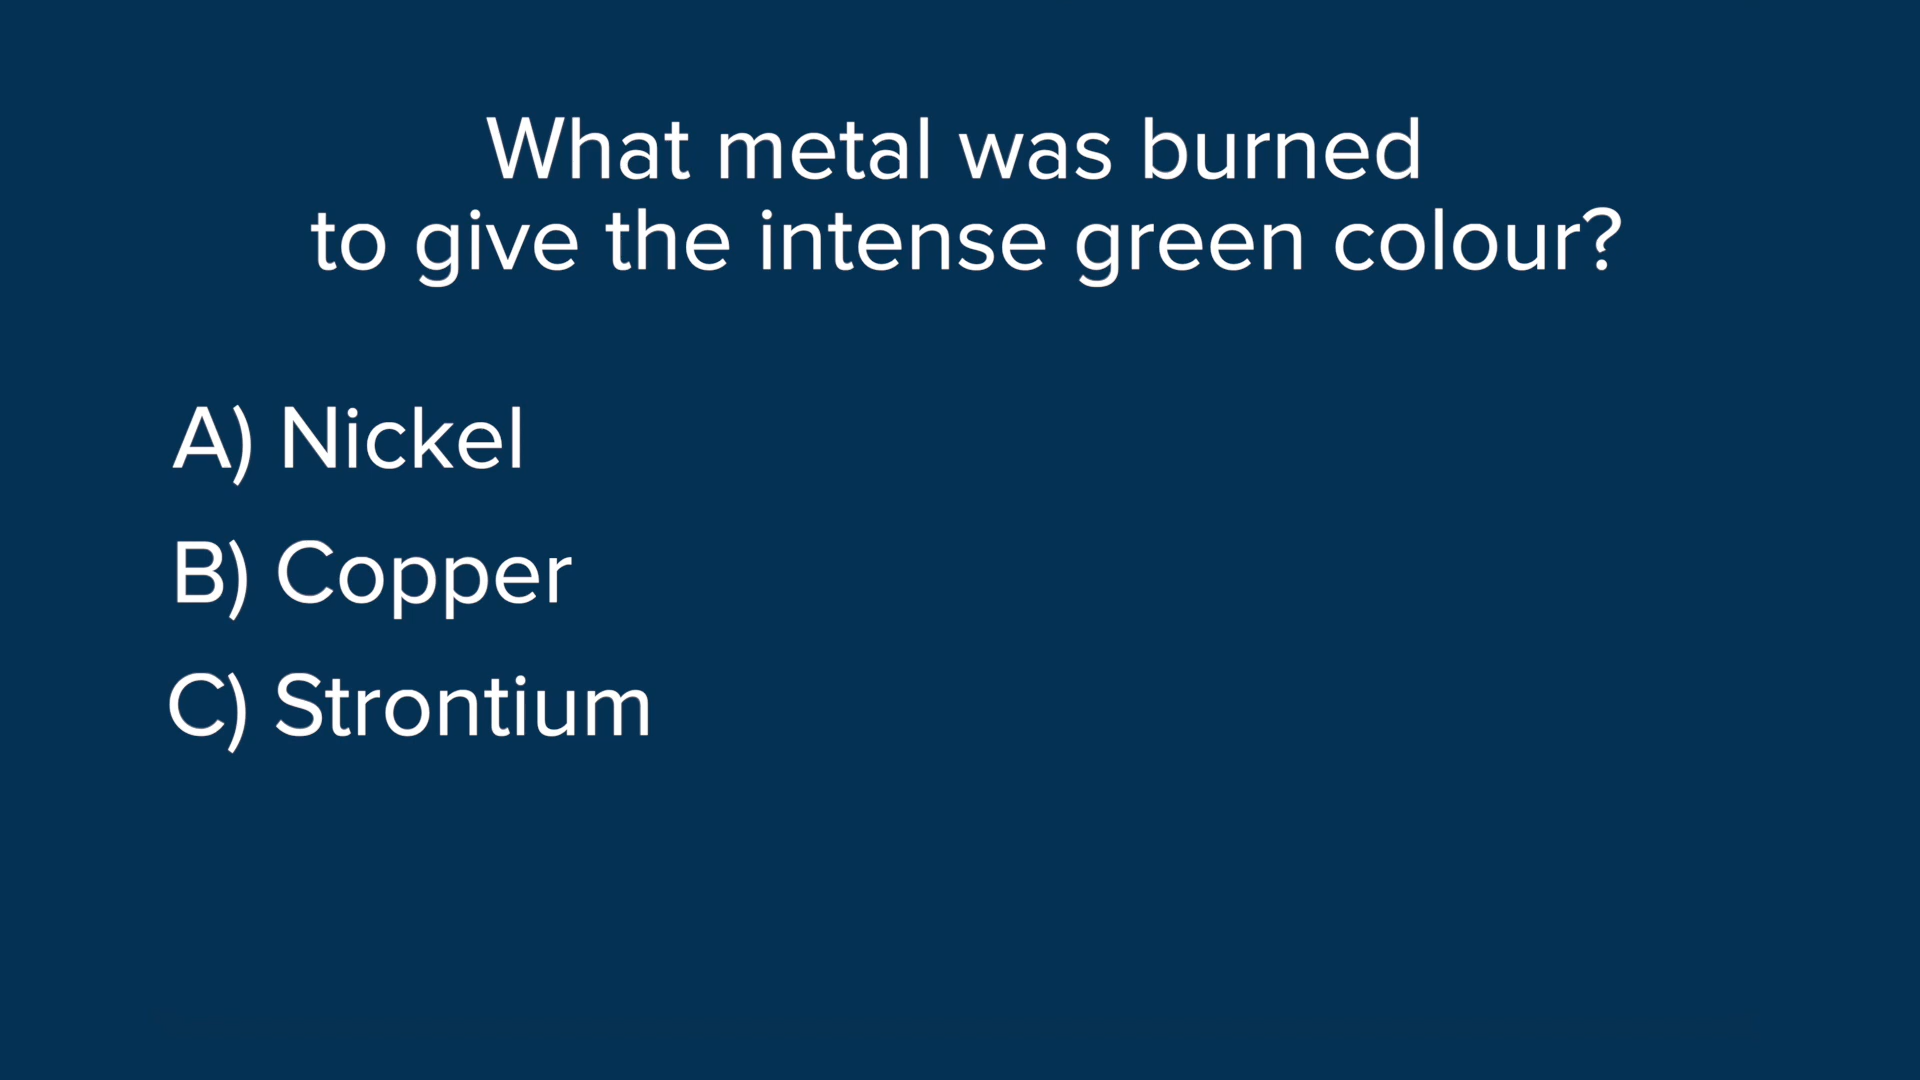 What metal was burned
to give the intense green colour?
A) Nickel
B) Copper
C) Strontium